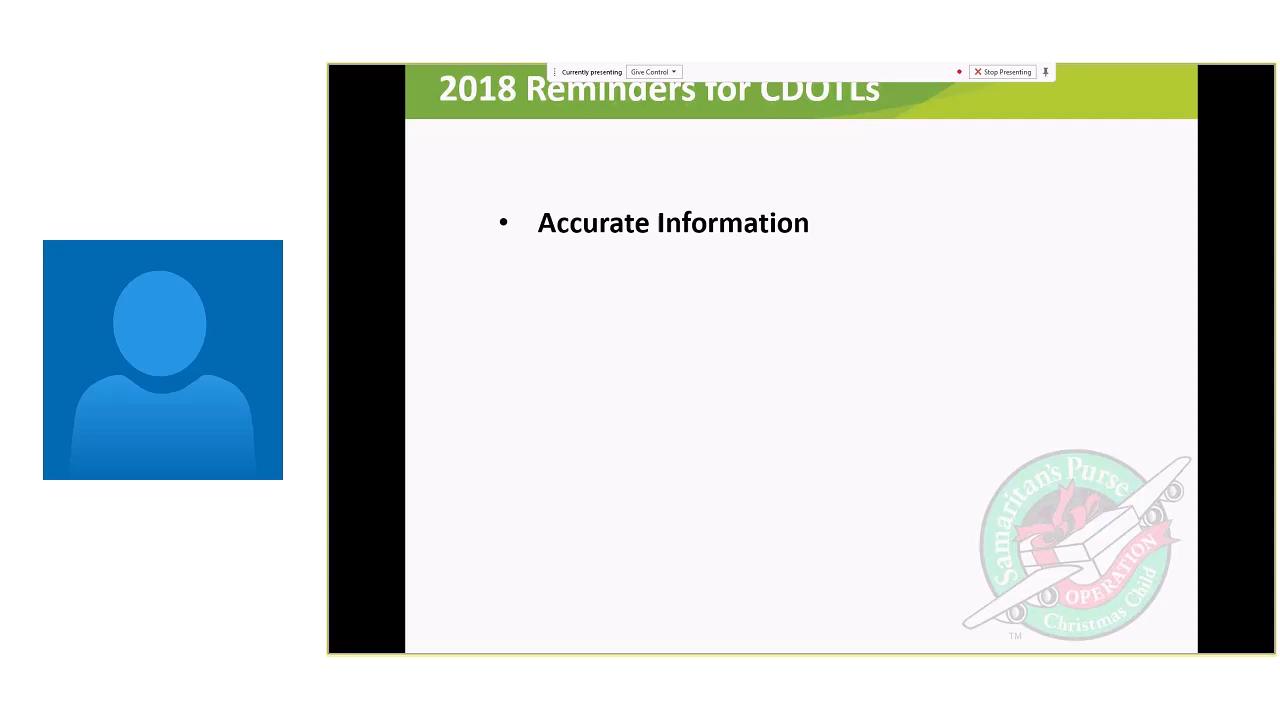 Currently presenting Give Control Stop Presenting
2018 Reminders for CDOTLs
• Accurate Information
Samaritan's Purse
OPERATION
Christmas Child
TM